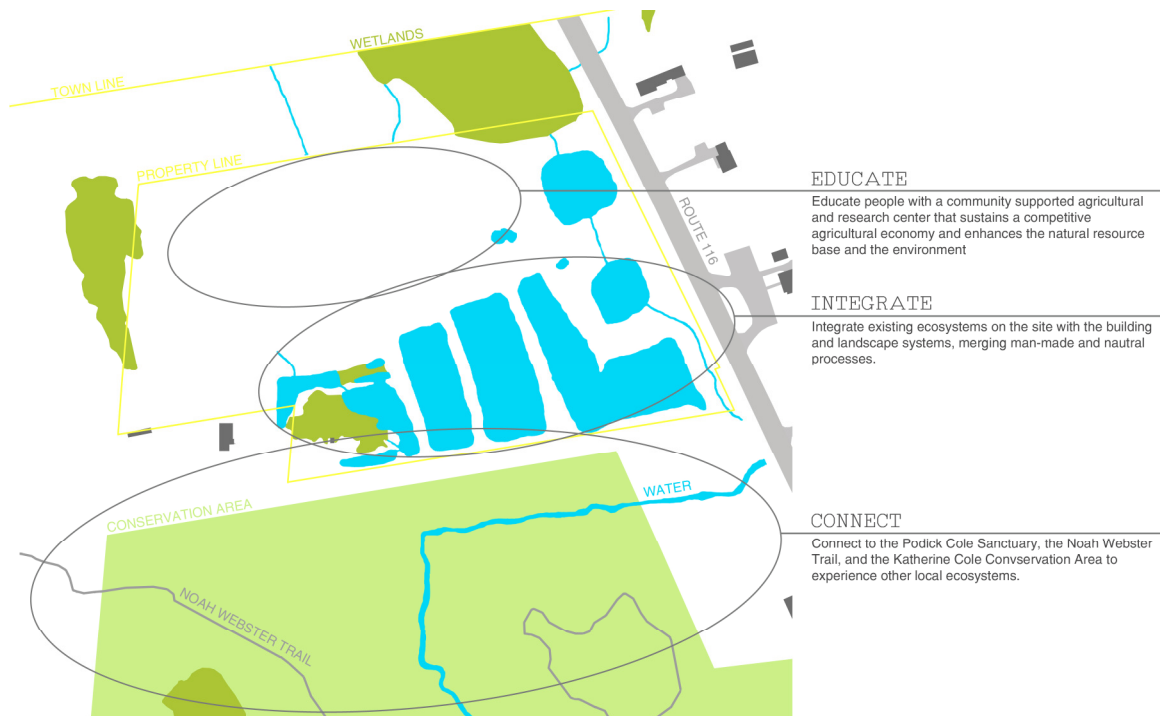 WETLANDS
TOWN LINE
PROPERTY LINE
ROUTE 116
EDUCATE
Educate people with a community supported agricultural
and research center that sustains a competitive
agricultural economy and enhances the natural resource
base and the environment
INTEGRATE
Integrate existing ecosystems on the site with the building
and landscape systems, merging man-made and nautral
processes.
WATER
CONSERVATION AREA
CONNECT
Connect to the Podick Cole Sanctuary, the Noah Webster
Trail, and the Katherine Cole Convservation Area to
experience other local ecosystems.
NOAH WEBSTER TRAIL